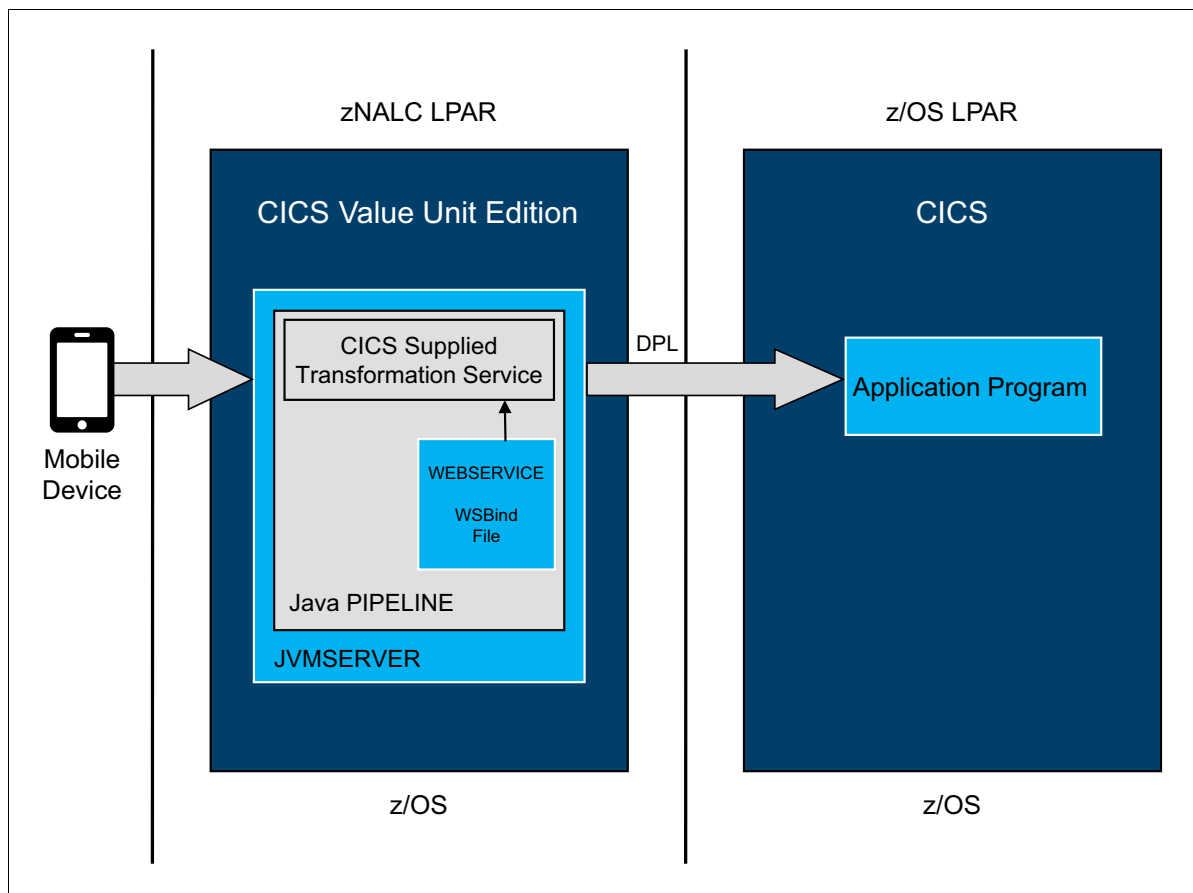 zNALC LPAR
z/OS LPAR
CICS Value Unit Edition
CICS
CICS Supplied
Transformation Service
DPL
Application Program
Mobile
Device
WEBSERVICE
WSBind
File
Java PIPELINE
JVMSERVER
z/OS
z/OS